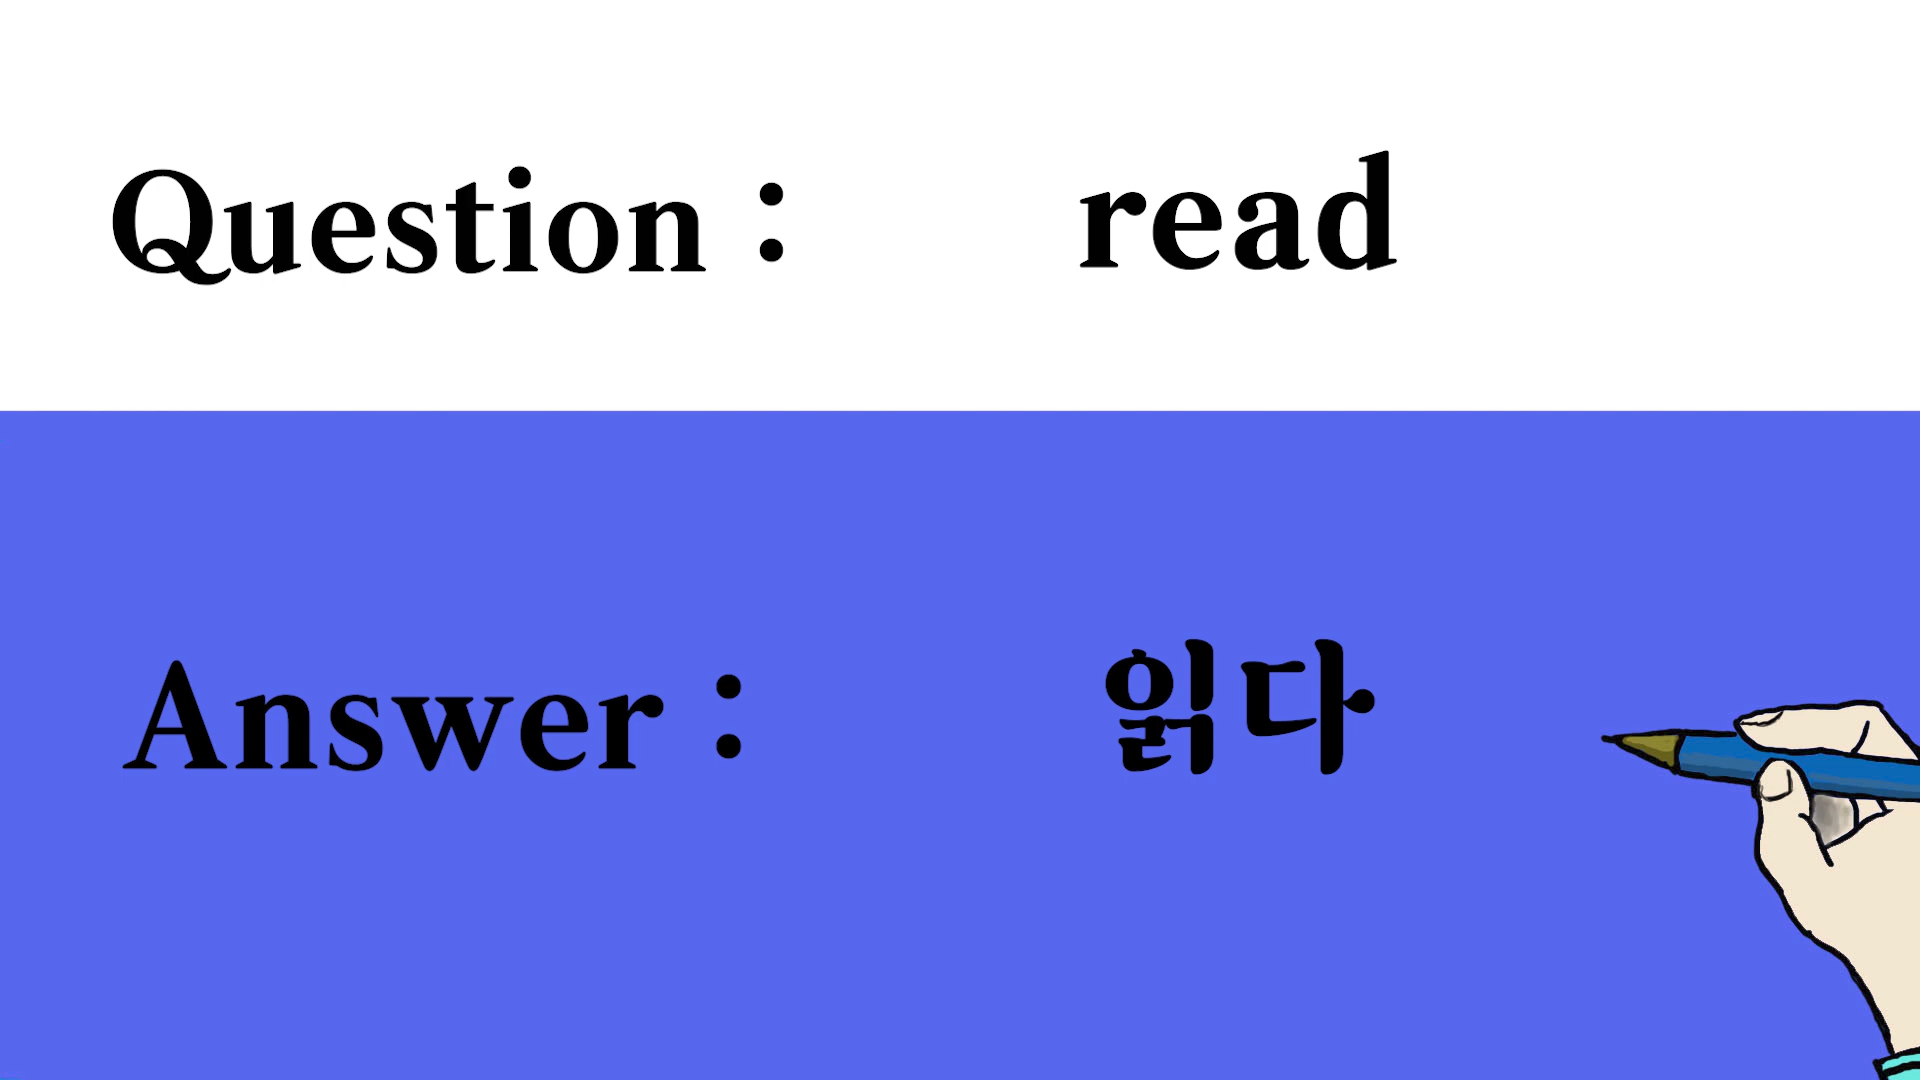 Question : read
Answer : 읽다